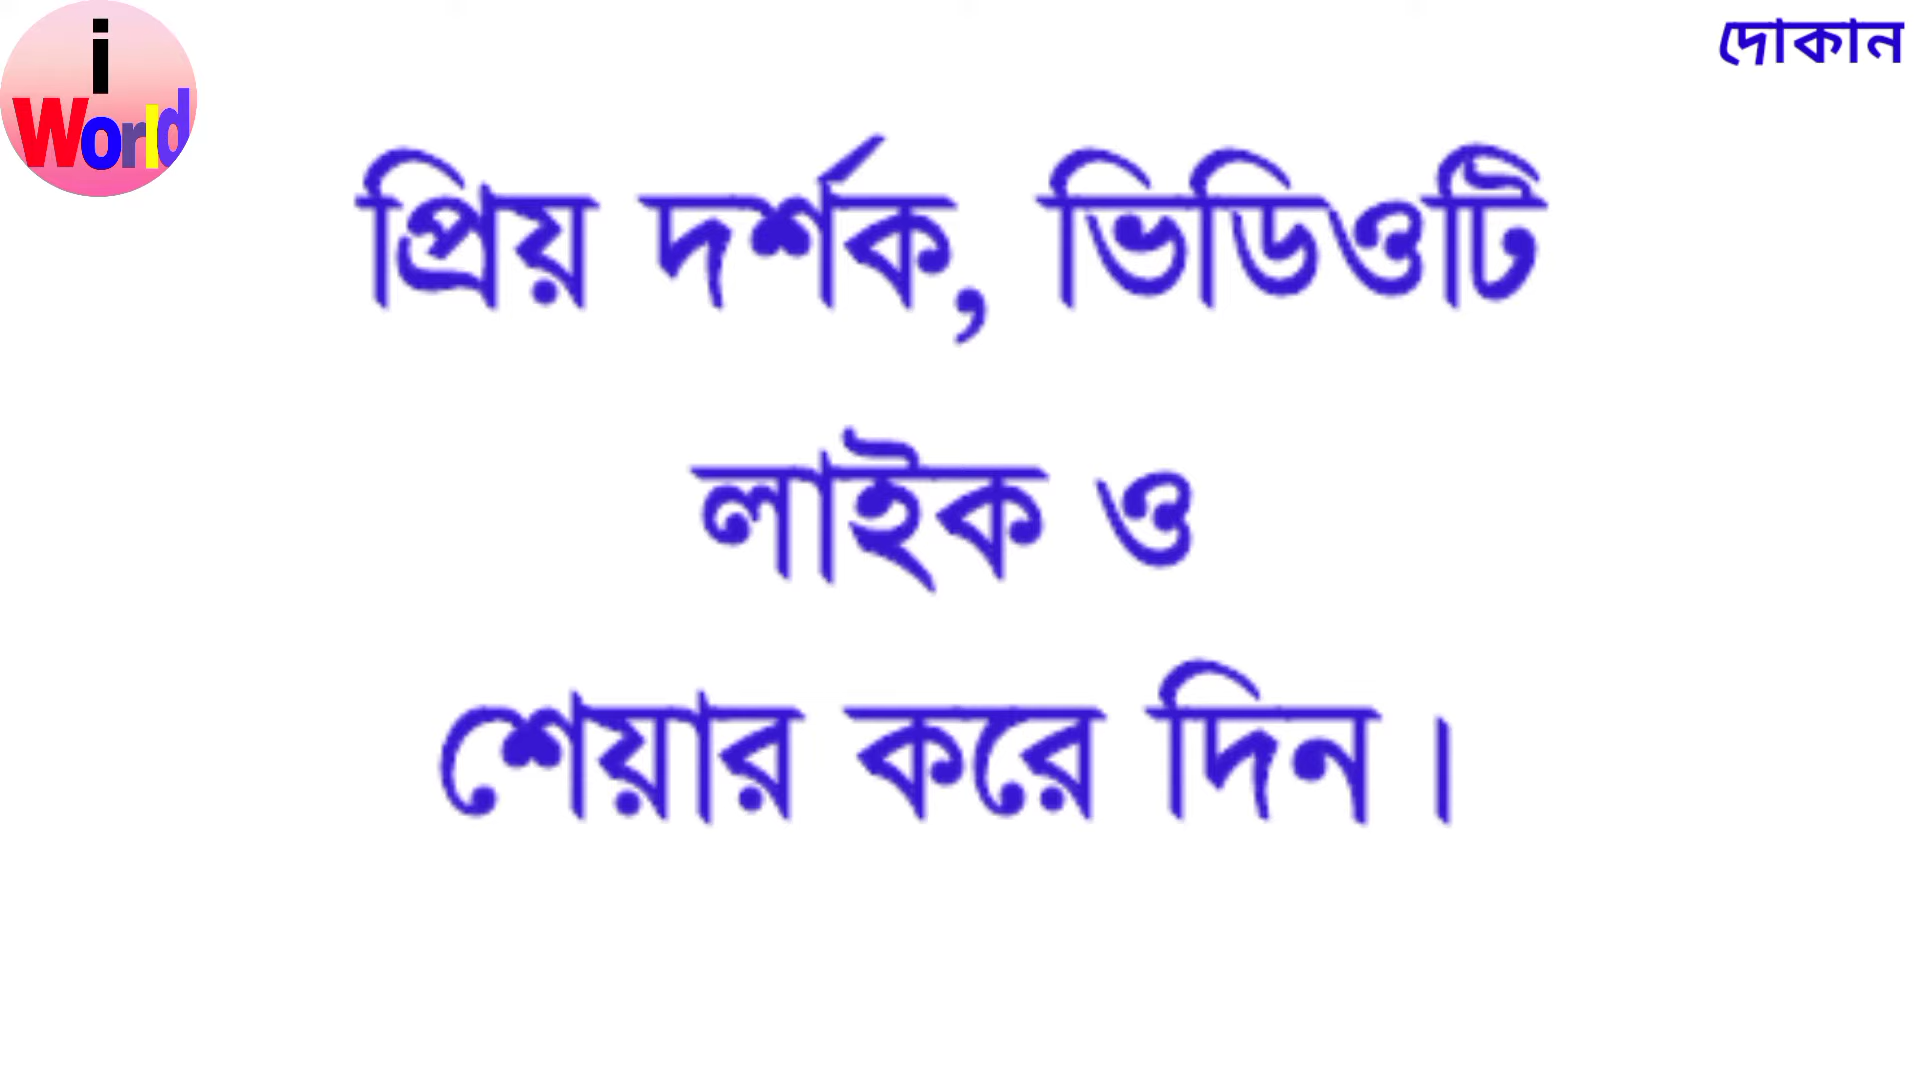 i
World
দোকান
প্রিয় দর্শক, ভিডিওটি
লাইক ও
শেয়ার করে দিন।